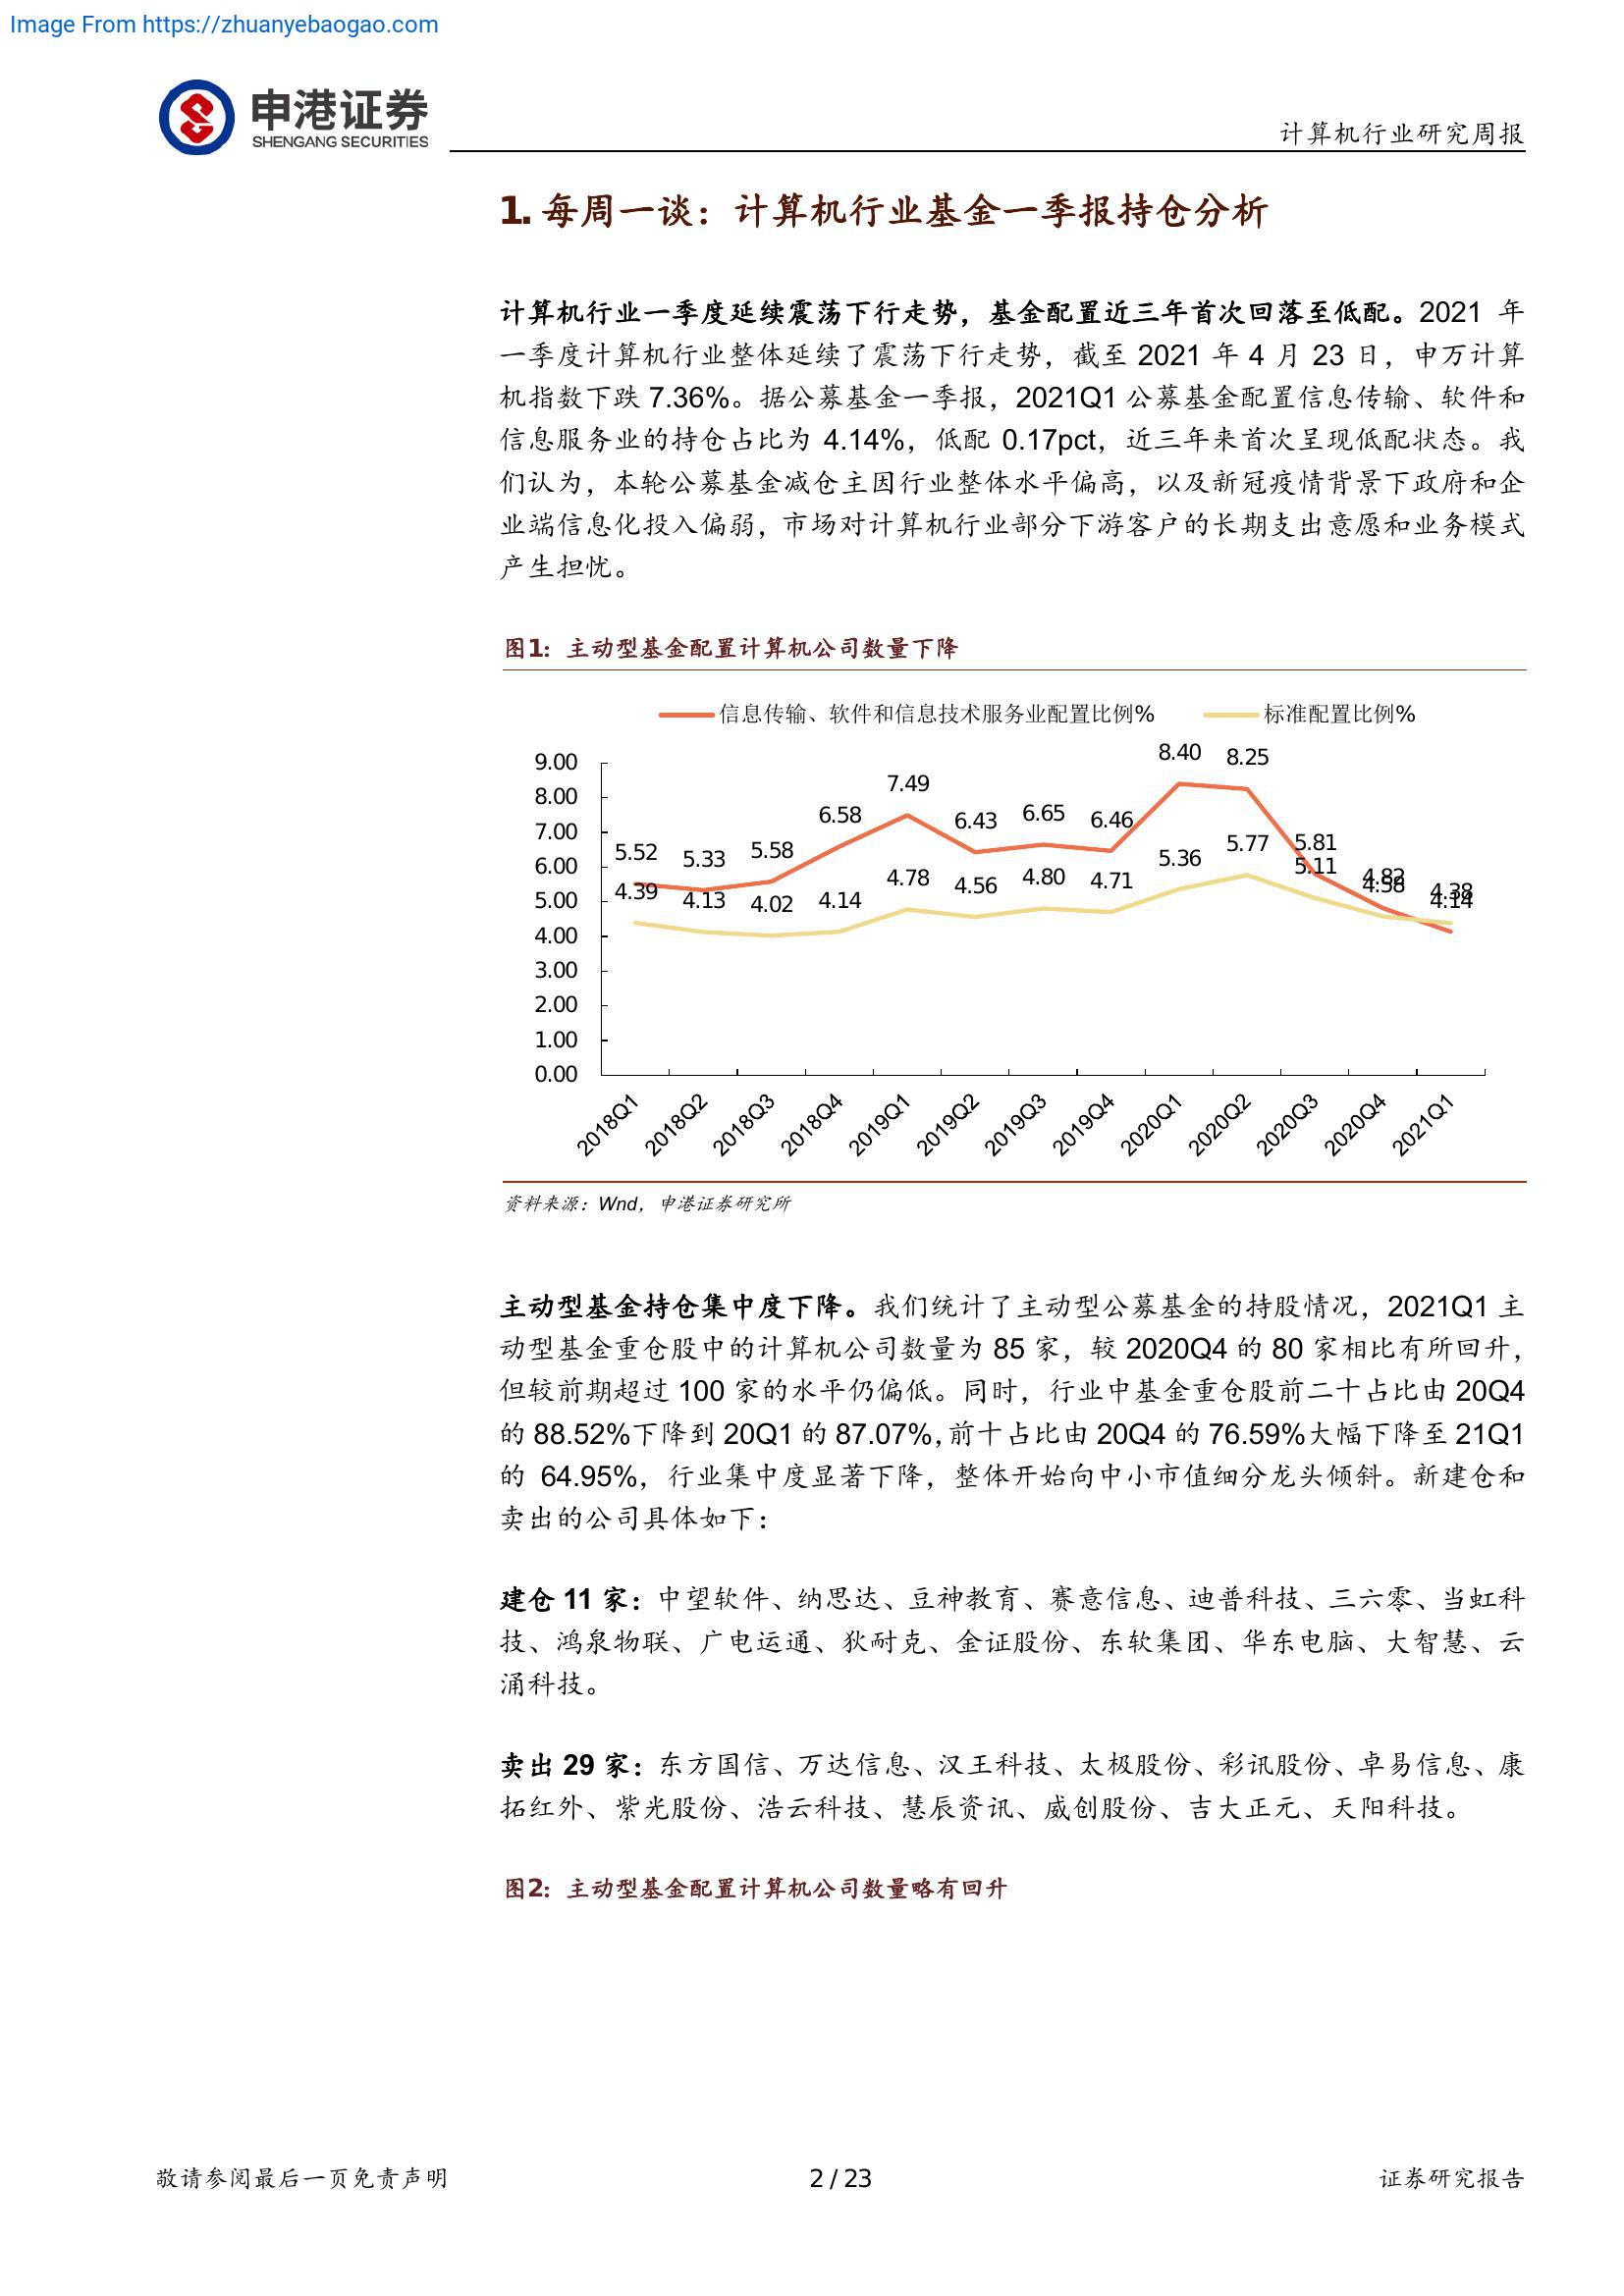 Image From https://zhuanyebaogao.com
申港证券
SHENGANG SECURITIES
计算机行业研究周报
1. 每周一谈：计算机行业基金一季报持仓分析
计算机行业一季度延续震荡下行走势，基金配置近三年首次回落至低配。2021 年
一季度计算机行业整体延续了震荡下行走势，截至 2021 年 4 月 23 日，申万计算
机指数下跌 7.36%。据公募基金一季报，2021Q1 公募基金配置信息传输、软件和
信息服务业的持仓占比为 4.14%，低配 0.17pct，近三年来首次呈现低配状态。我
们认为，本轮公募基金减仓主因行业整体水平偏高，以及新冠疫情背景下政府和企
业端信息化投入偏弱，市场对计算机行业部分下游客户的长期支出意愿和业务模式
产生担忧。
图1：主动型基金配置计算机公司数量下降
信息传输、软件和信息技术服务业配置比例% 标准配置比例%
9.00
8.00
7.00
6.00
5.00
4.00
3.00
2.00
1.00
0.00
5.52 5.33 5.58 6.58 7.49 6.43 6.65 6.46 8.40 8.25 5.81 4.82 4.14
4.39 4.13 4.02 4.14 4.78 4.56 4.80 4.71 5.36 5.77 5.11 4.58 4.38
2018Q1 2018Q2 2018Q3 2018Q4 2019Q1 2019Q2 2019Q3 2019Q4 2020Q1 2020Q2 2020Q3 2020Q4 2021Q1
资料来源：Wnd，申港证券研究所
主动型基金持仓集中度下降。我们统计了主动型公募基金的持股情况，2021Q1 主
动型基金重仓股中的计算机公司数量为 85 家，较 2020Q4 的 80 家相比有所回升，
但较前期超过 100 家的水平仍偏低。同时，行业中基金重仓股前二十占比由 20Q4
的 88.52%下降到 20Q1 的 87.07%,前十占比由 20Q4 的 76.59%大幅下降至 21Q1
的 64.95%，行业集中度显著下降，整体开始向中小市值细分龙头倾斜。新建仓和
卖出的公司具体如下：
建仓 11 家：中望软件、纳思达、豆神教育、赛意信息、迪普科技、三六零、当虹科
技、鸿泉物联、广电运通、狄耐克、金证股份、东软集团、华东电脑、大智慧、云
涌科技。
卖出 29 家：东方国信、万达信息、汉王科技、太极股份、彩讯股份、卓易信息、康
拓红外、紫光股份、浩云科技、慧辰资讯、威创股份、吉大正元、天阳科技。
图2：主动型基金配置计算机公司数量略有回升
敬请参阅最后一页免责声明
2 / 23
证券研究报告